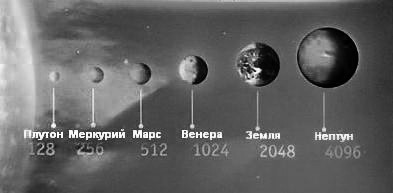 Плутон Меркурий Марс Венера Земля Нептун
128 256 512 1024 2048 4096